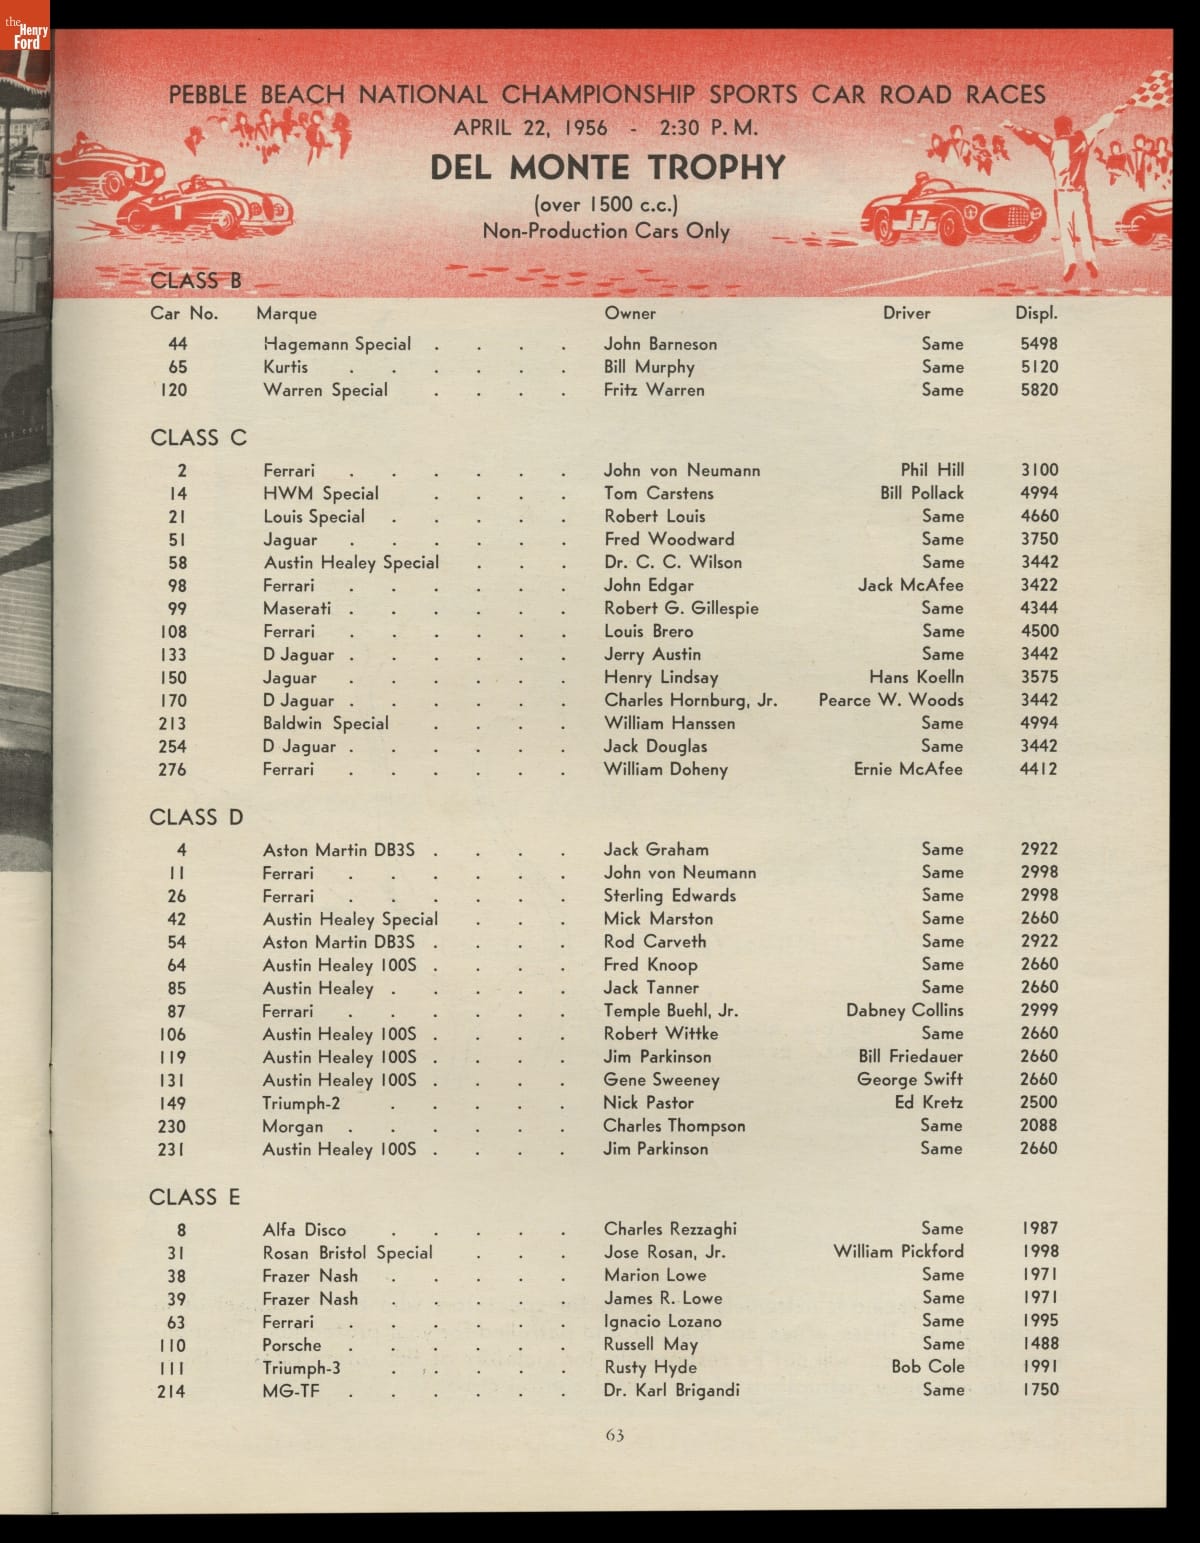 the
Henry
Ford
PEBBLE BEACH NATIONAL CHAMPIONSHIP SPORTS CAR ROAD RACES
APRIL 22, 1956 - 2:30 P. M.
DEL MONTE TROPHY
(over 1500 c.c.)
Non-Production Cars Only
1
1
17
CLASS B
Car No. Marque Owner Driver Displ.
44 Hagemann Special . . . . John Barneson Same 5498
65 Kurtis . . . . . . Bill Murphy Same 5120
120 Warren Special . . . . Fritz Warren Same 5820
CLASS C
2 Ferrari . . . . . . John von Neumann Phil Hill 3100
14 HWM Special . . . . Tom Carstens Bill Pollack 4994
21 Louis Special . . . . . Robert Louis Same 4660
51 Jaguar . . . . . . Fred Woodward Same 3750
58 Austin Healey Special . . . Dr. C. C. Wilson Same 3442
98 Ferrari . . . . . . John Edgar Jack McAfee 3422
99 Maserati . . . . . . Robert G. Gillespie Same 4344
108 Ferrari . . . . . . Louis Brero Same 4500
133 D Jaguar . . . . . . Jerry Austin Same 3442
150 Jaguar . . . . . . Henry Lindsay Hans Koelln 3575
170 D Jaguar . . . . . . Charles Hornburg, Jr. Pearce W. Woods 3442
213 Baldwin Special . . . . William Hanssen Same 4994
254 D Jaguar . . . . . . Jack Douglas Same 3442
276 Ferrari . . . . . . William Doheny Ernie McAfee 4412
CLASS D
4 Aston Martin DB3S . . . . Jack Graham Same 2922
11 Ferrari . . . . . . John von Neumann Same 2998
26 Ferrari . . . . . . Sterling Edwards Same 2998
42 Austin Healey Special . . . Mick Marston Same 2660
54 Aston Martin DB3S . . . . Rod Carveth Same 2922
64 Austin Healey 100S . . . . Fred Knoop Same 2660
85 Austin Healey . . . . . Jack Tanner Same 2660
87 Ferrari . . . . . . Temple Buehl, Jr. Dabney Collins 2999
106 Austin Healey 100S . . . . Robert Wittke Same 2660
119 Austin Healey 100S . . . . Jim Parkinson Bill Friedauer 2660
131 Austin Healey 100S . . . . Gene Sweeney George Swift 2660
149 Triumph-2 . . . . . Nick Pastor Ed Kretz 2500
230 Morgan . . . . . . Charles Thompson Same 2088
231 Austin Healey 100S . . . . Jim Parkinson Same 2660
CLASS E
8 Alfa Disco . . . . . Charles Rezzaghi Same 1987
31 Rosan Bristol Special . . . Jose Rosan, Jr. William Pickford 1998
38 Frazer Nash . . . . . Marion Lowe Same 1971
39 Frazer Nash . . . . . James R. Lowe Same 1971
63 Ferrari . . . . . . Ignacio Lozano Same 1995
110 Porsche . . . . . . Russell May Same 1488
111 Triumph-3 . . . . . Rusty Hyde Bob Cole 1991
214 MG-TF . . . . . . Dr. Karl Brigandi Same 1750
63